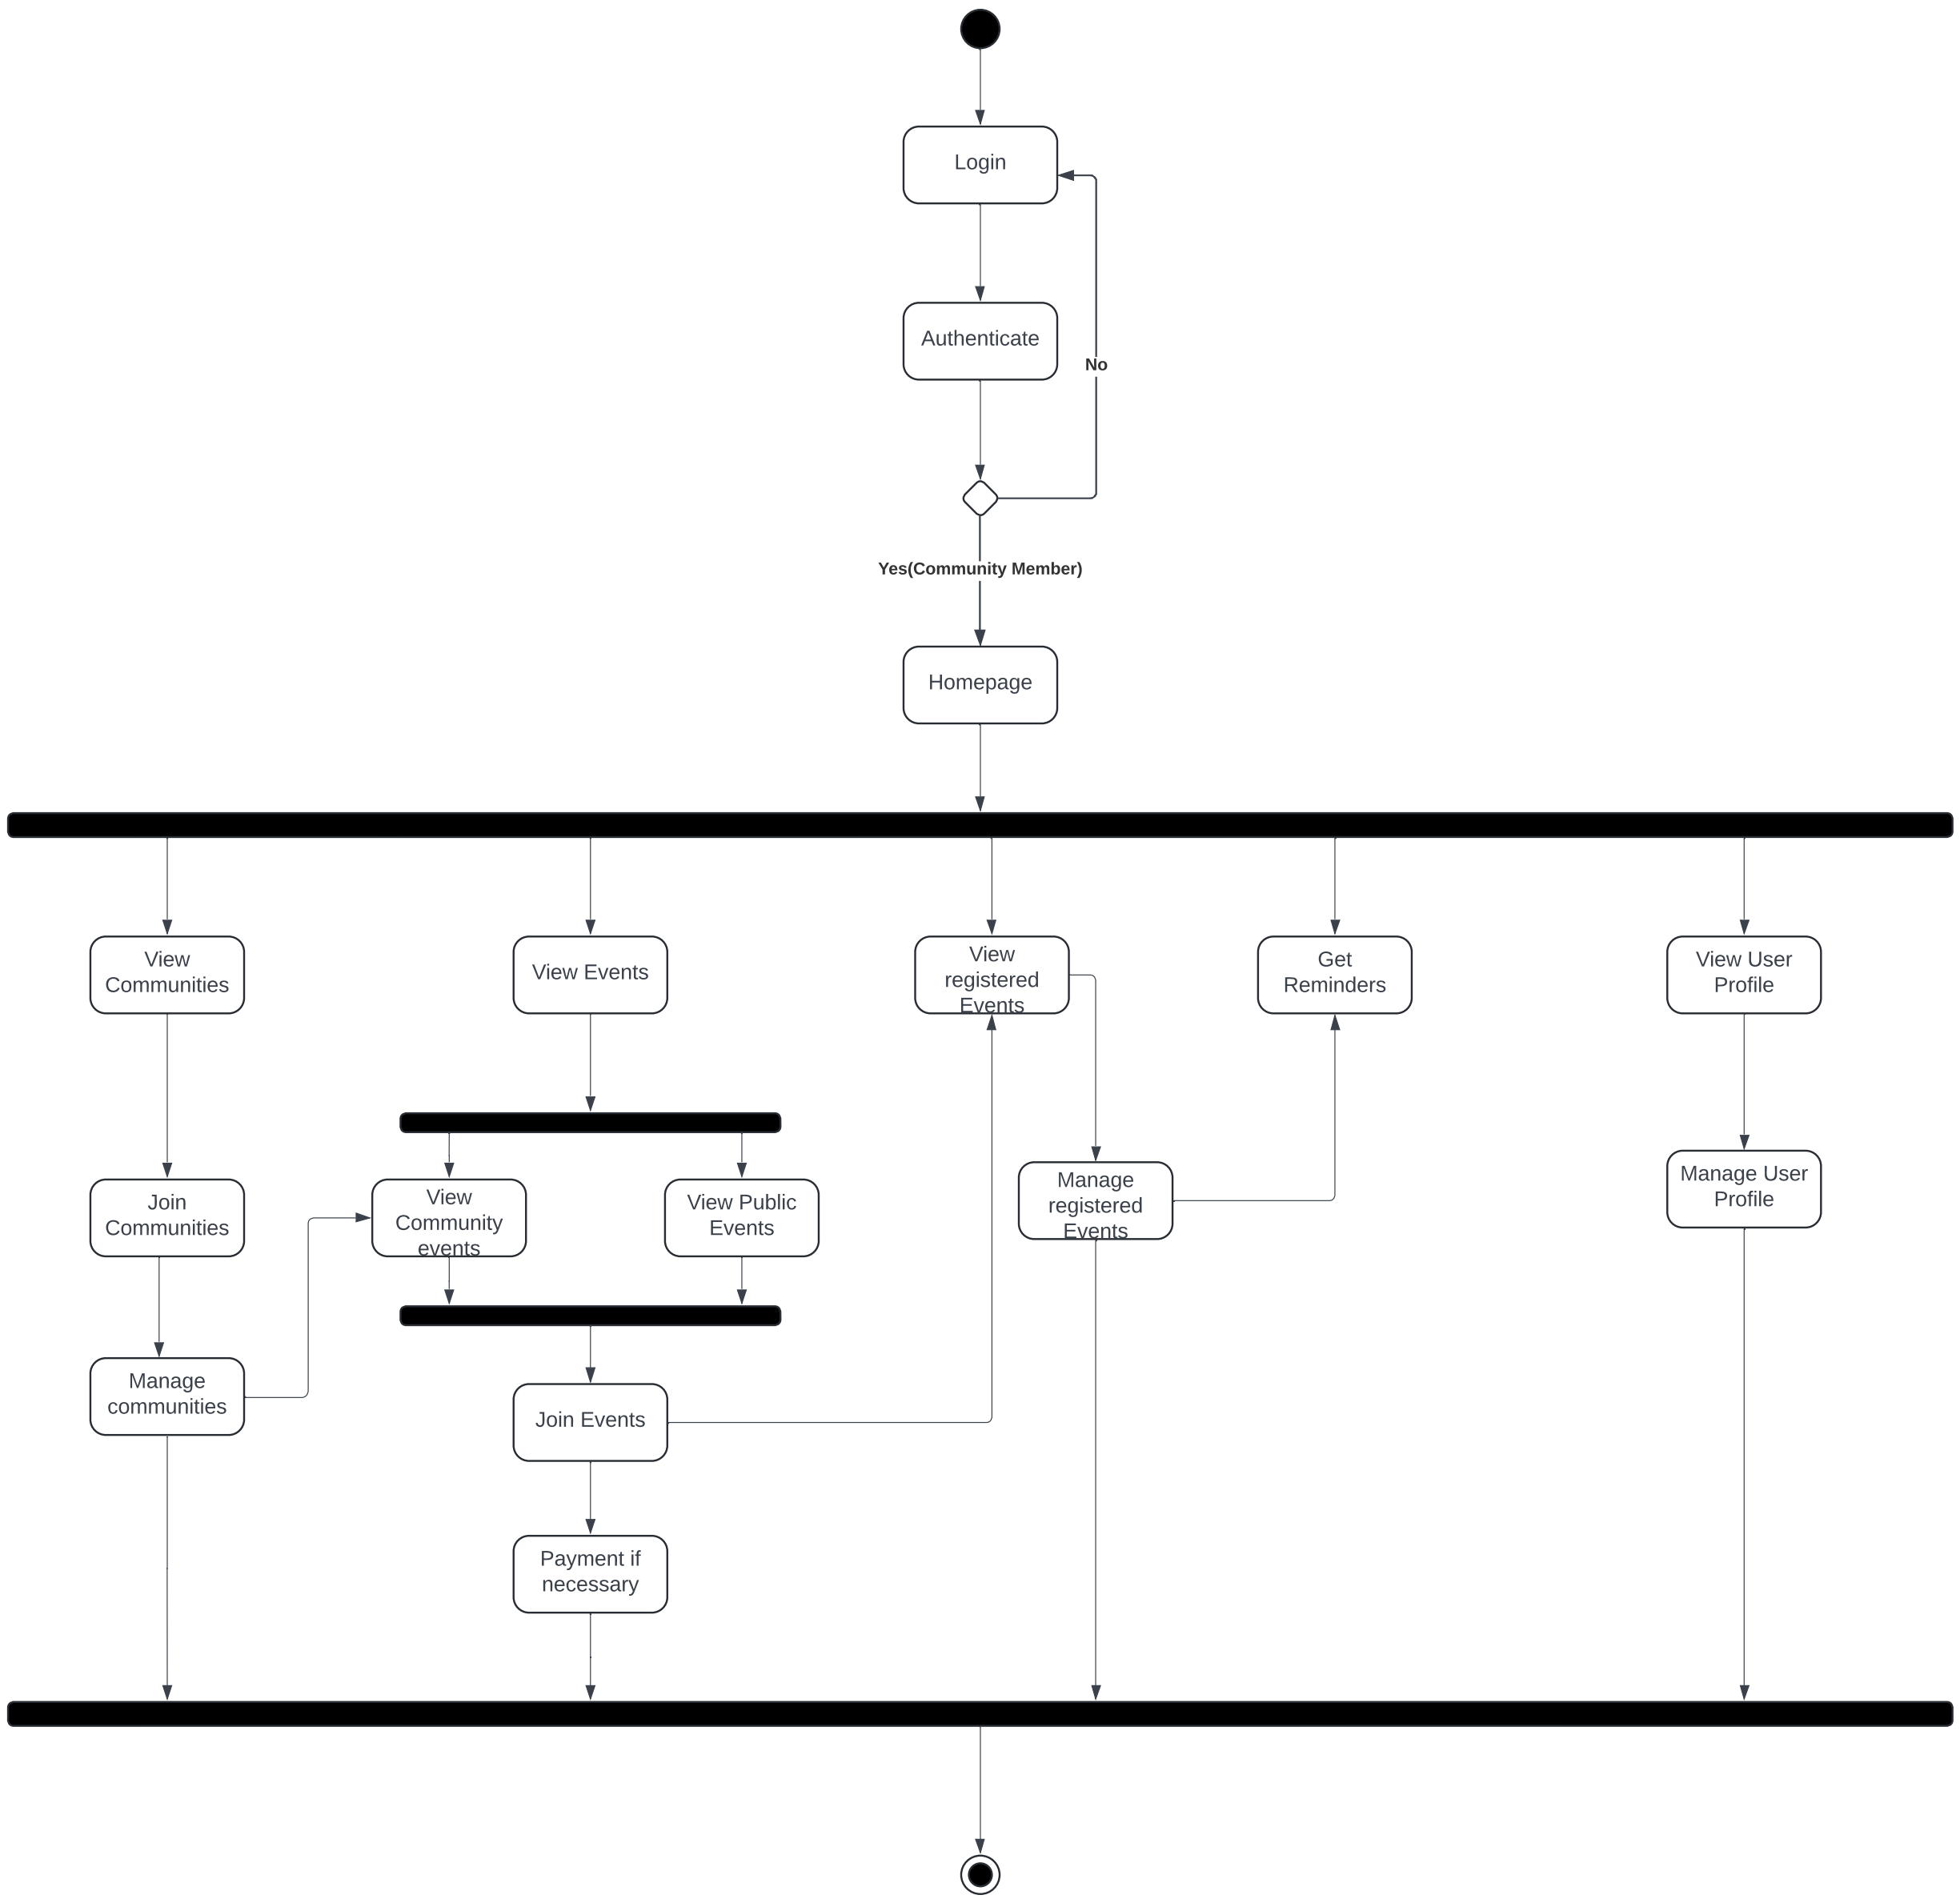 Login
Authenticate
No
Yes(Community Member)
Homepage
View
Communities
View Events
View
registered
Events
Get
Reminders
View User
Profile
Join
Communities
View
Community
events
View Public
Events
Manage
registered
Events
Manage User
Profile
Manage
communities
Join Events
Payment if
necessary